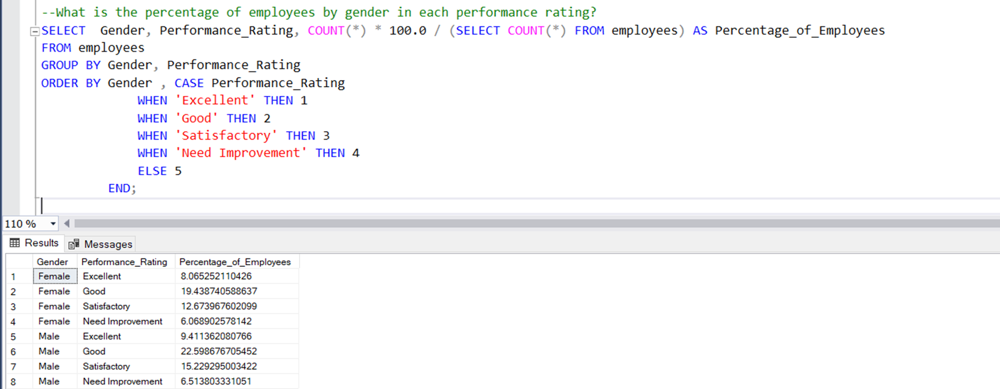 --What is the percentage of employees by gender in each performance rating?
SELECT  Gender, Performance_Rating, COUNT(*) * 100.0 / (SELECT COUNT(*) FROM employees) AS Percentage_of_Employees
FROM employees
GROUP BY Gender, Performance_Rating
ORDER BY Gender , CASE Performance_Rating
WHEN 'Excellent' THEN 1
WHEN 'Good' THEN 2
WHEN 'Satisfactory' THEN 3
WHEN 'Need Improvement' THEN 4
ELSE 5
END;
110 %
Results Messages
Gender Performance_Rating Percentage_of_Employees
1 Female Excellent 8.065252110426
2 Female Good 19.438740588637
3 Female Satisfactory 12.673967602099
4 Female Need Improvement 6.068902578142
5 Male Excellent 9.411362080766
6 Male Good 22.598676705452
7 Male Satisfactory 15.229295003422
8 Male Need Improvement 6.513803331051